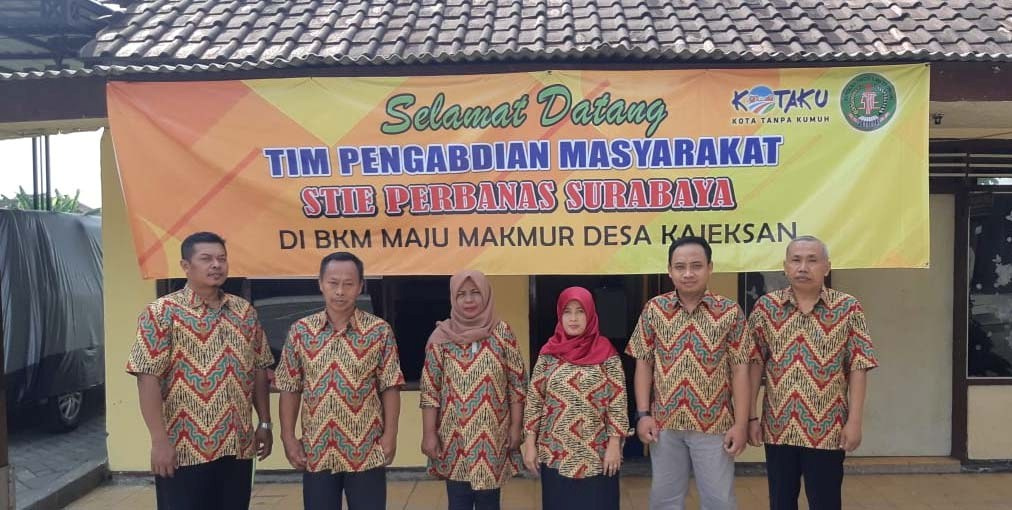 Selamat Datang
KOTAKU
KOTA TANPA KUMUH
TIM PENGABDIAN MASYARAKAT
STIE PERBANAS SURABAYA
DI BKM MAJU MAKMUR DESA KAJEKSAN